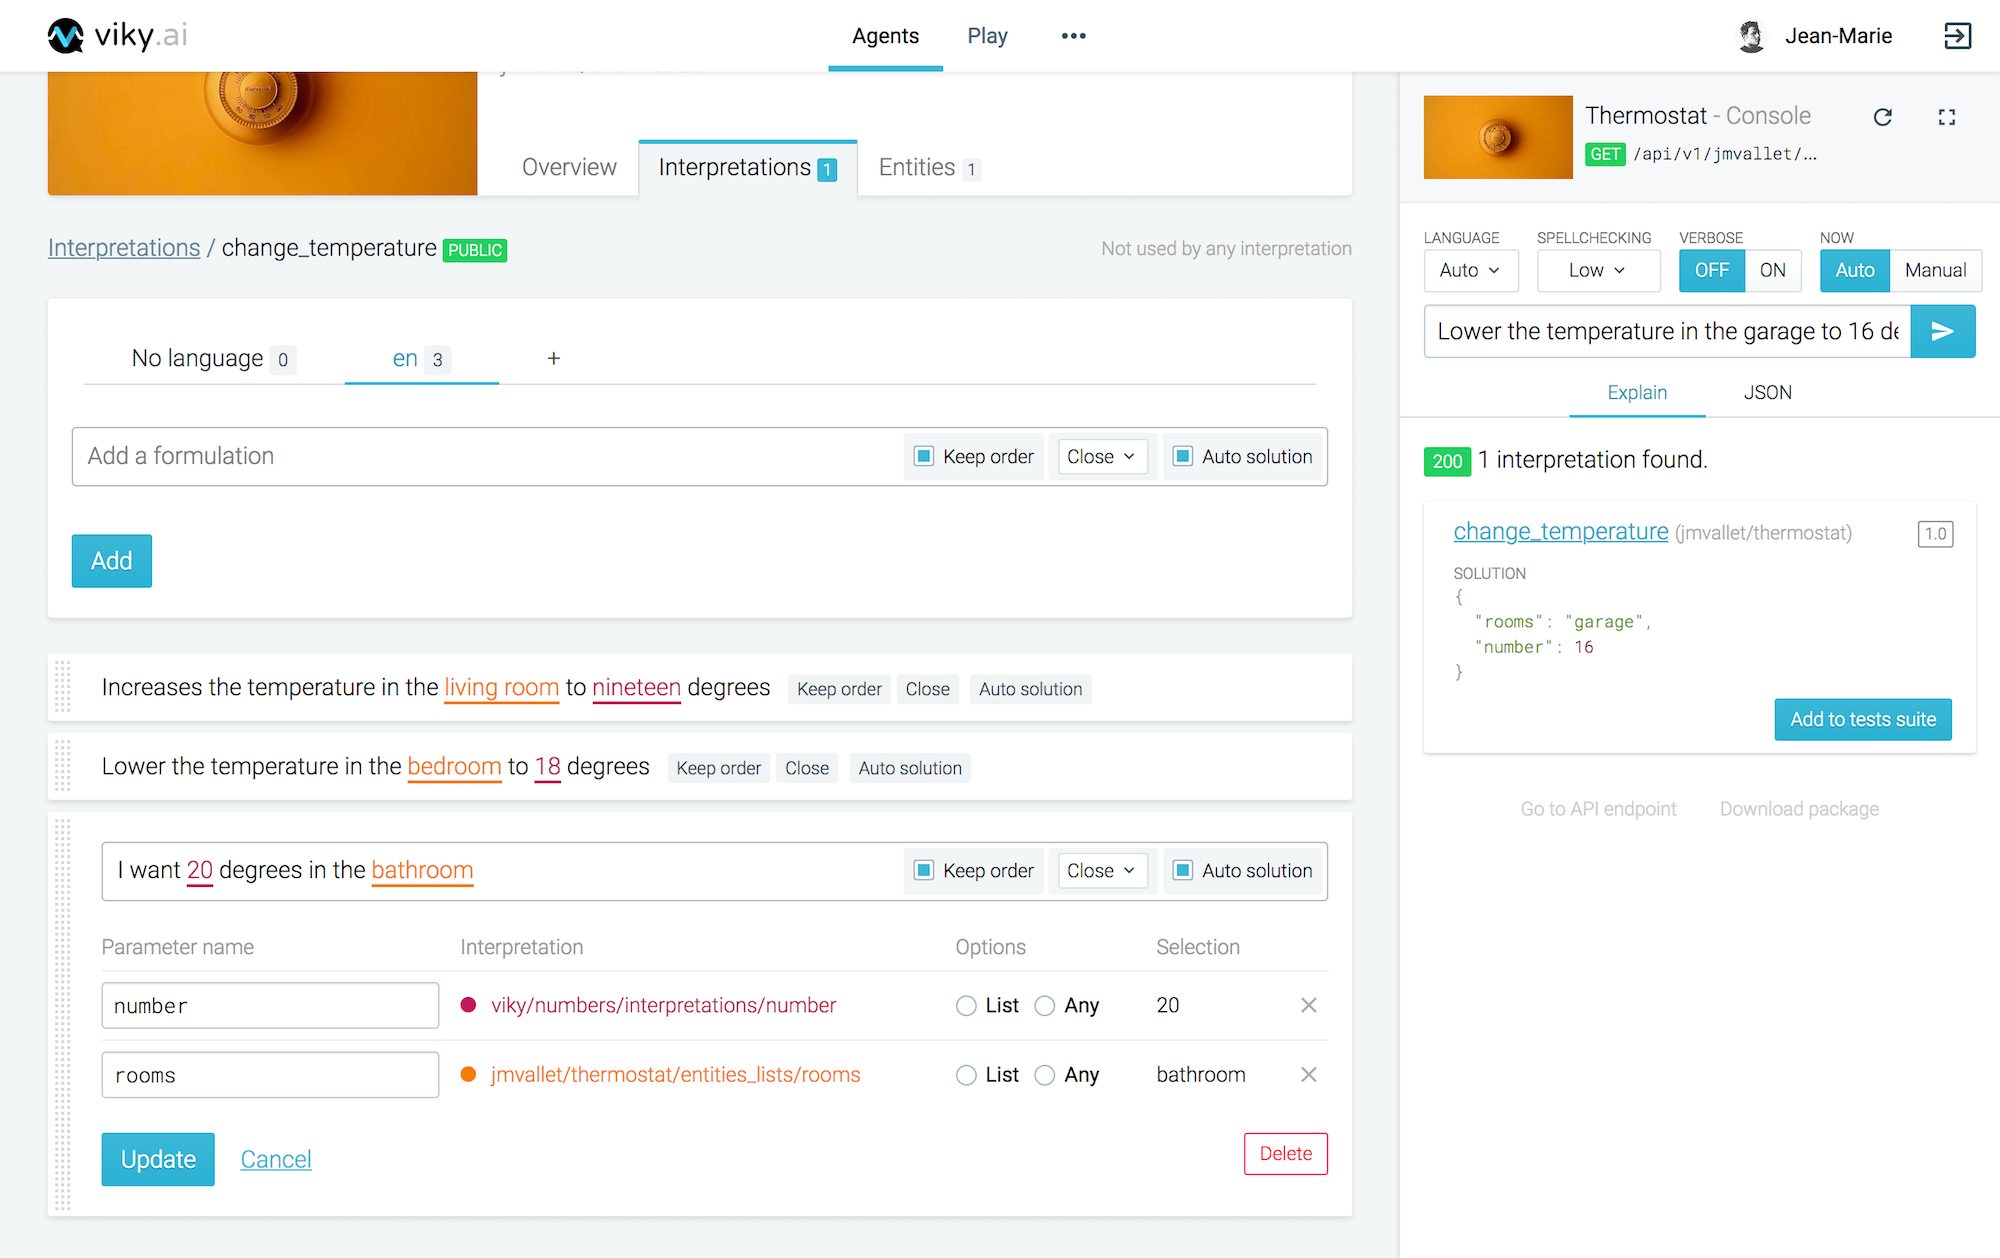 viky.ai
Agents
Play
Jean-Marie
Overview
Interpretations 1
Entities 1
Interpretations / change_temperature PUBLIC
Not used by any interpretation
No language 0
en 3
+
Add a formulation
Keep order
Close
Auto solution
Add
Increases the temperature in the living room to nineteen degrees Keep order Close Auto solution
Lower the temperature in the bedroom to 18 degrees Keep order Close Auto solution
I want 20 degrees in the bathroom
Keep order
Close
Auto solution
Parameter name Interpretation Options Selection
number viky/numbers/interpretations/number List Any 20
rooms jmvallet/thermostat/entities_lists/rooms List Any bathroom
Update
Cancel
Delete
Thermostat - Console
GET /api/v1/jmvallet/...
LANGUAGE SPELLCHECKING VERBOSE NOW
Auto Low OFF ON Auto Manual
Lower the temperature in the garage to 16 de
Explain JSON
200 1 interpretation found.
change_temperature (jmvallet/thermostat) 1.0
SOLUTION
{
"rooms": "garage",
"number": 16
}
Add to tests suite
Go to API endpoint Download package